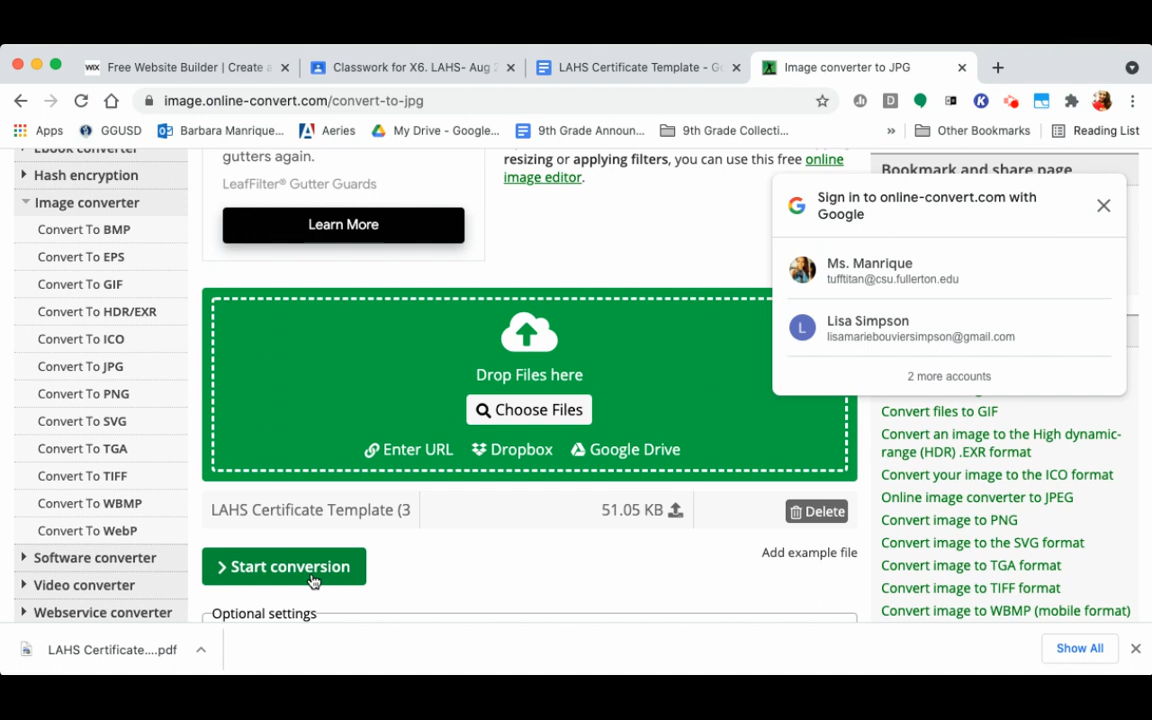 WIX Free Website Builder | Create a
Classwork for X6. LAHS- Aug
LAHS Certificate Template - Go
Image converter to JPG
image.online-convert.com/convert-to-jpg
Apps
GGUSD
Barbara Manrique...
Aeries
My Drive - Google...
9th Grade Announ...
9th Grade Collecti...
»
Other Bookmarks
Reading List
Ebook converter
Hash encryption
Image converter
Convert To BMP
Convert To EPS
Convert To GIF
Convert To HDR/EXR
Convert To ICO
Convert To JPG
Convert To PNG
Convert To SVG
Convert To TGA
Convert To TIFF
Convert To WBMP
Convert To WebP
Software converter
Video converter
Webservice converter
gutters again.
LeafFilter® Gutter Guards
Learn More
resizing or applying filters, you can use this free online
image editor.
Bookmark and share page
Sign in to online-convert.com with
Google
Ms. Manrique
tufftitan@csu.fullerton.edu
L
Lisa Simpson
lisamariebouviersimpson@gmail.com
2 more accounts
Drop Files here
Choose Files
Enter URL
Dropbox
Google Drive
LAHS Certificate Template (3
51.05 KB
Delete
Add example file
> Start conversion
Optional settings
Convert files to GIF
Convert an image to the High dynamic-
range (HDR) .EXR format
Convert your image to the ICO format
Online image converter to JPEG
Convert image to PNG
Convert image to the SVG format
Convert image to TGA format
Convert image to TIFF format
Convert image to WBMP (mobile format)
LAHS Certificate....pdf
Show All